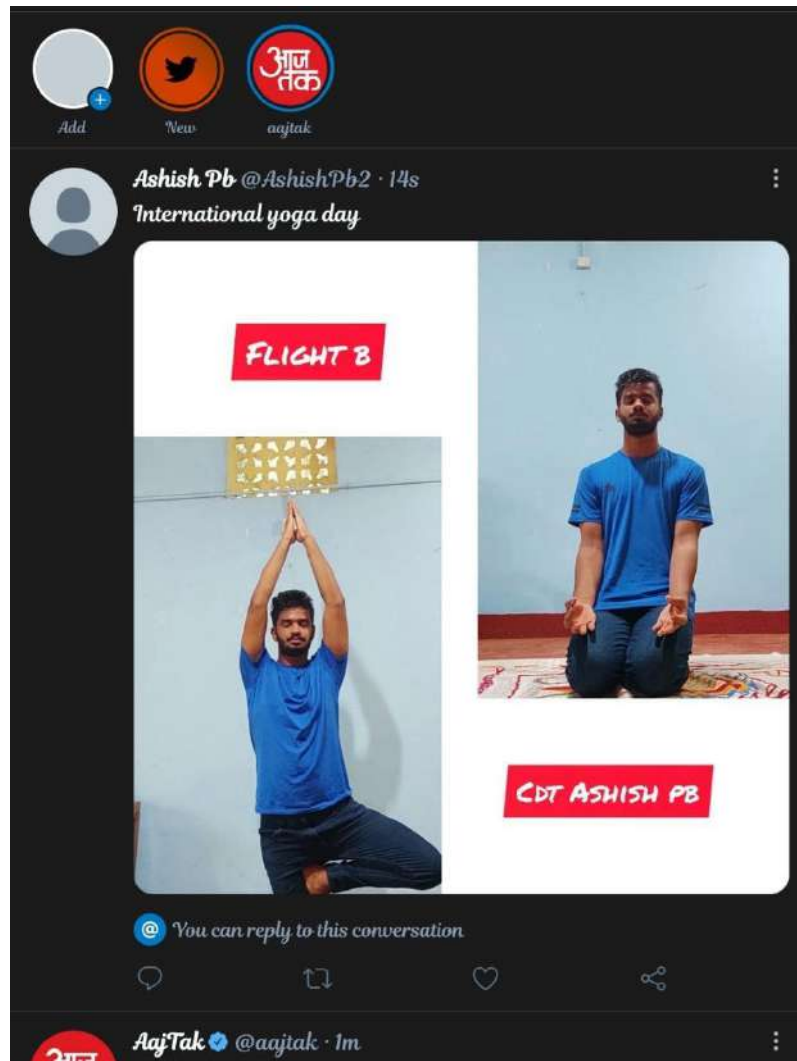 आज
तक
Add
New
aajtak
Ashish Pb @AshishPb2 · 14s
International yoga day
FLIGHT B
CDT ASHISH PB
@ You can reply to this conversation
AajTak @aajtak · 1m
आज